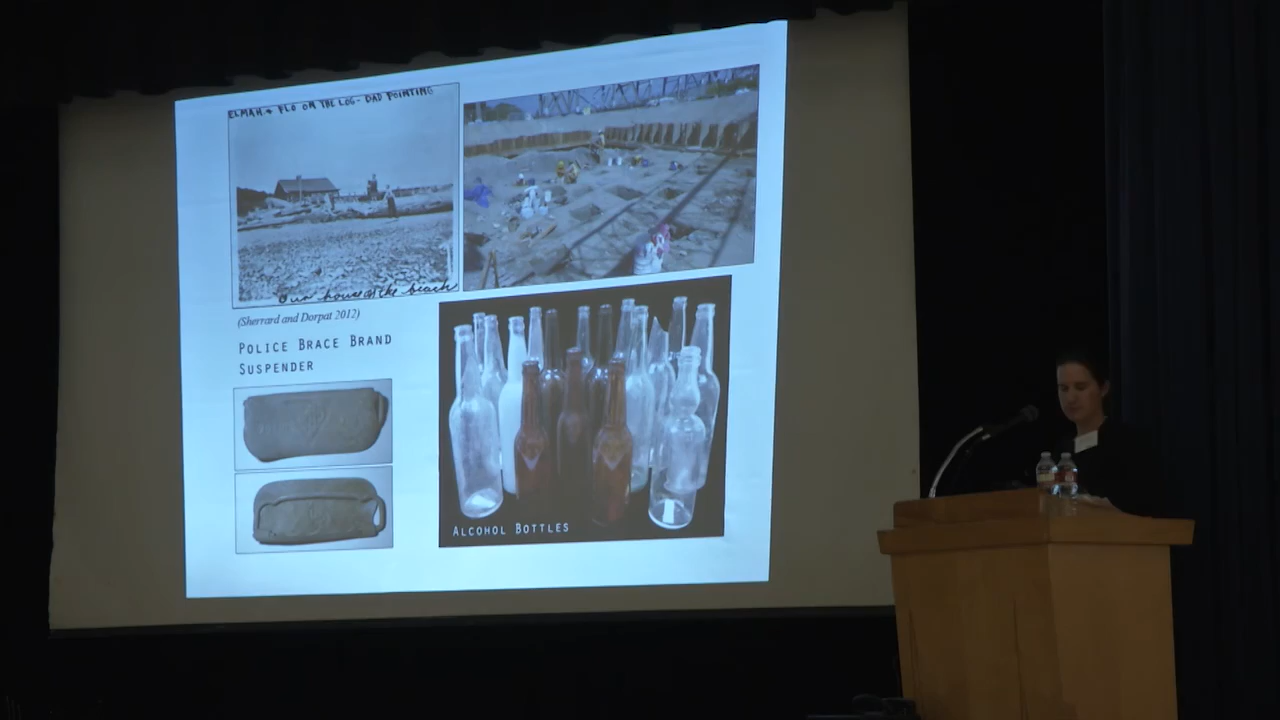 ELMAH & FLO ON THE LOG - DAD POINTING
Our house at the beach
(Sherrard and Dorpat 2012)
POLICE BRACE BRAND
SUSPENDER
ALCOHOL BOTTLES